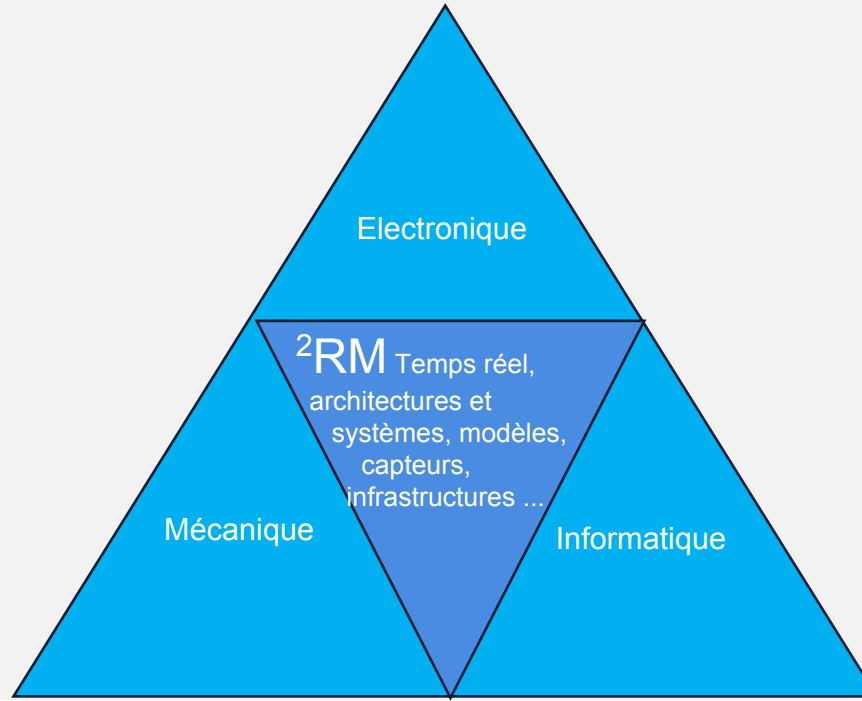 Electronique
²RM Temps réel,
architectures et
systèmes, modèles,
capteurs,
infrastructures ...
Mécanique
Informatique